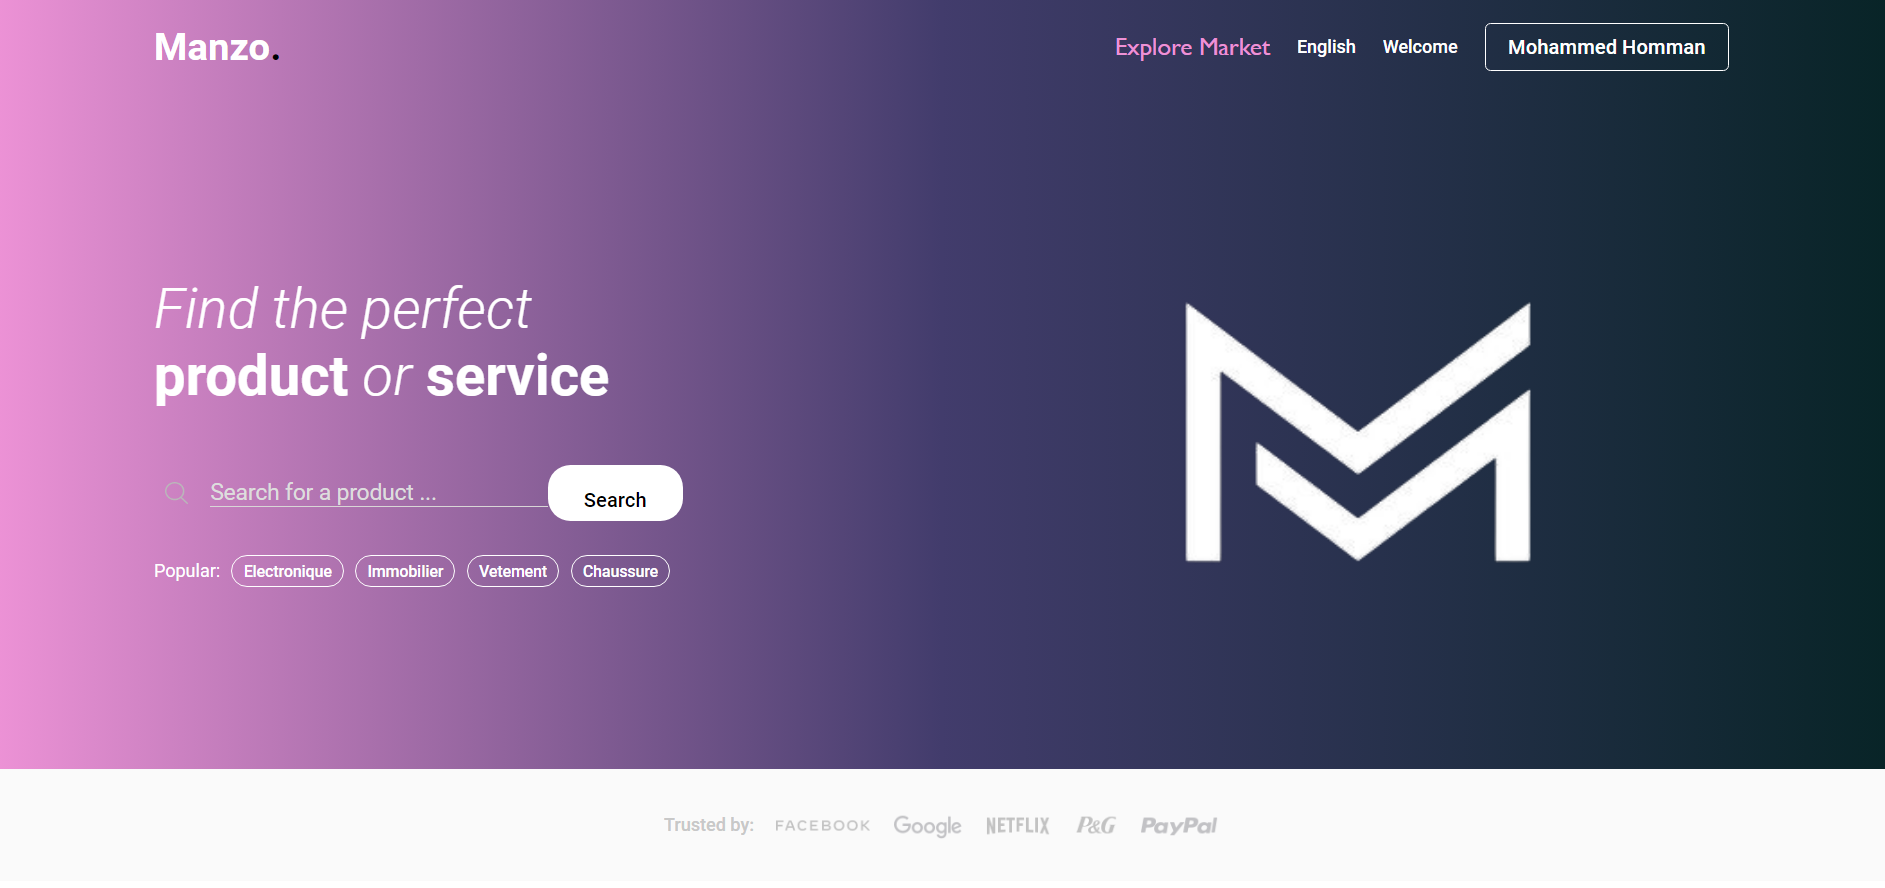 Manzo.
Explore Market
English
Welcome
Mohammed Homman
Find the perfect
product or service
Search for a product ...
Search
Popular:
Electronique
Immobilier
Vetement
Chaussure
Trusted by:
FACEBOOK
Google
NETFLIX
P&G
PayPal